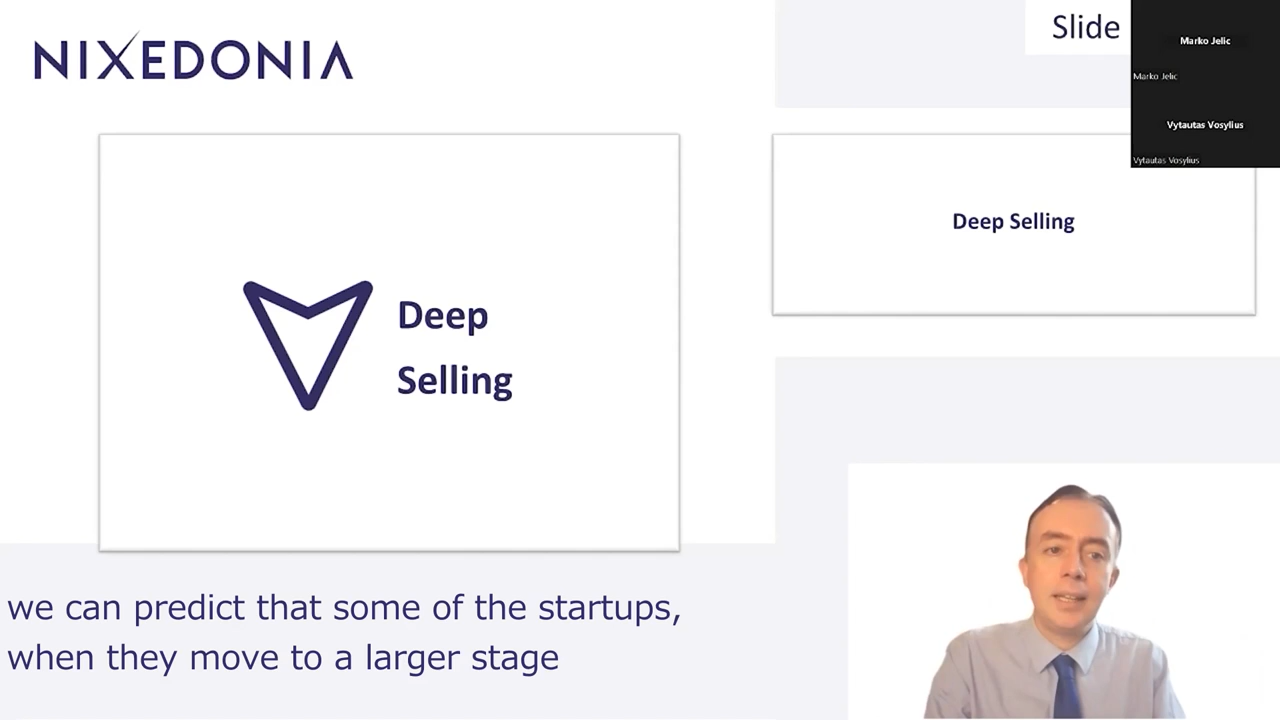 NIXEDONIA
Slide
Marko Jelic
Marko Jelic
Vytautas Vosylius
Vytautas Vosylius
Deep Selling
Deep
Selling
we can predict that some of the startups,
when they move to a larger stage